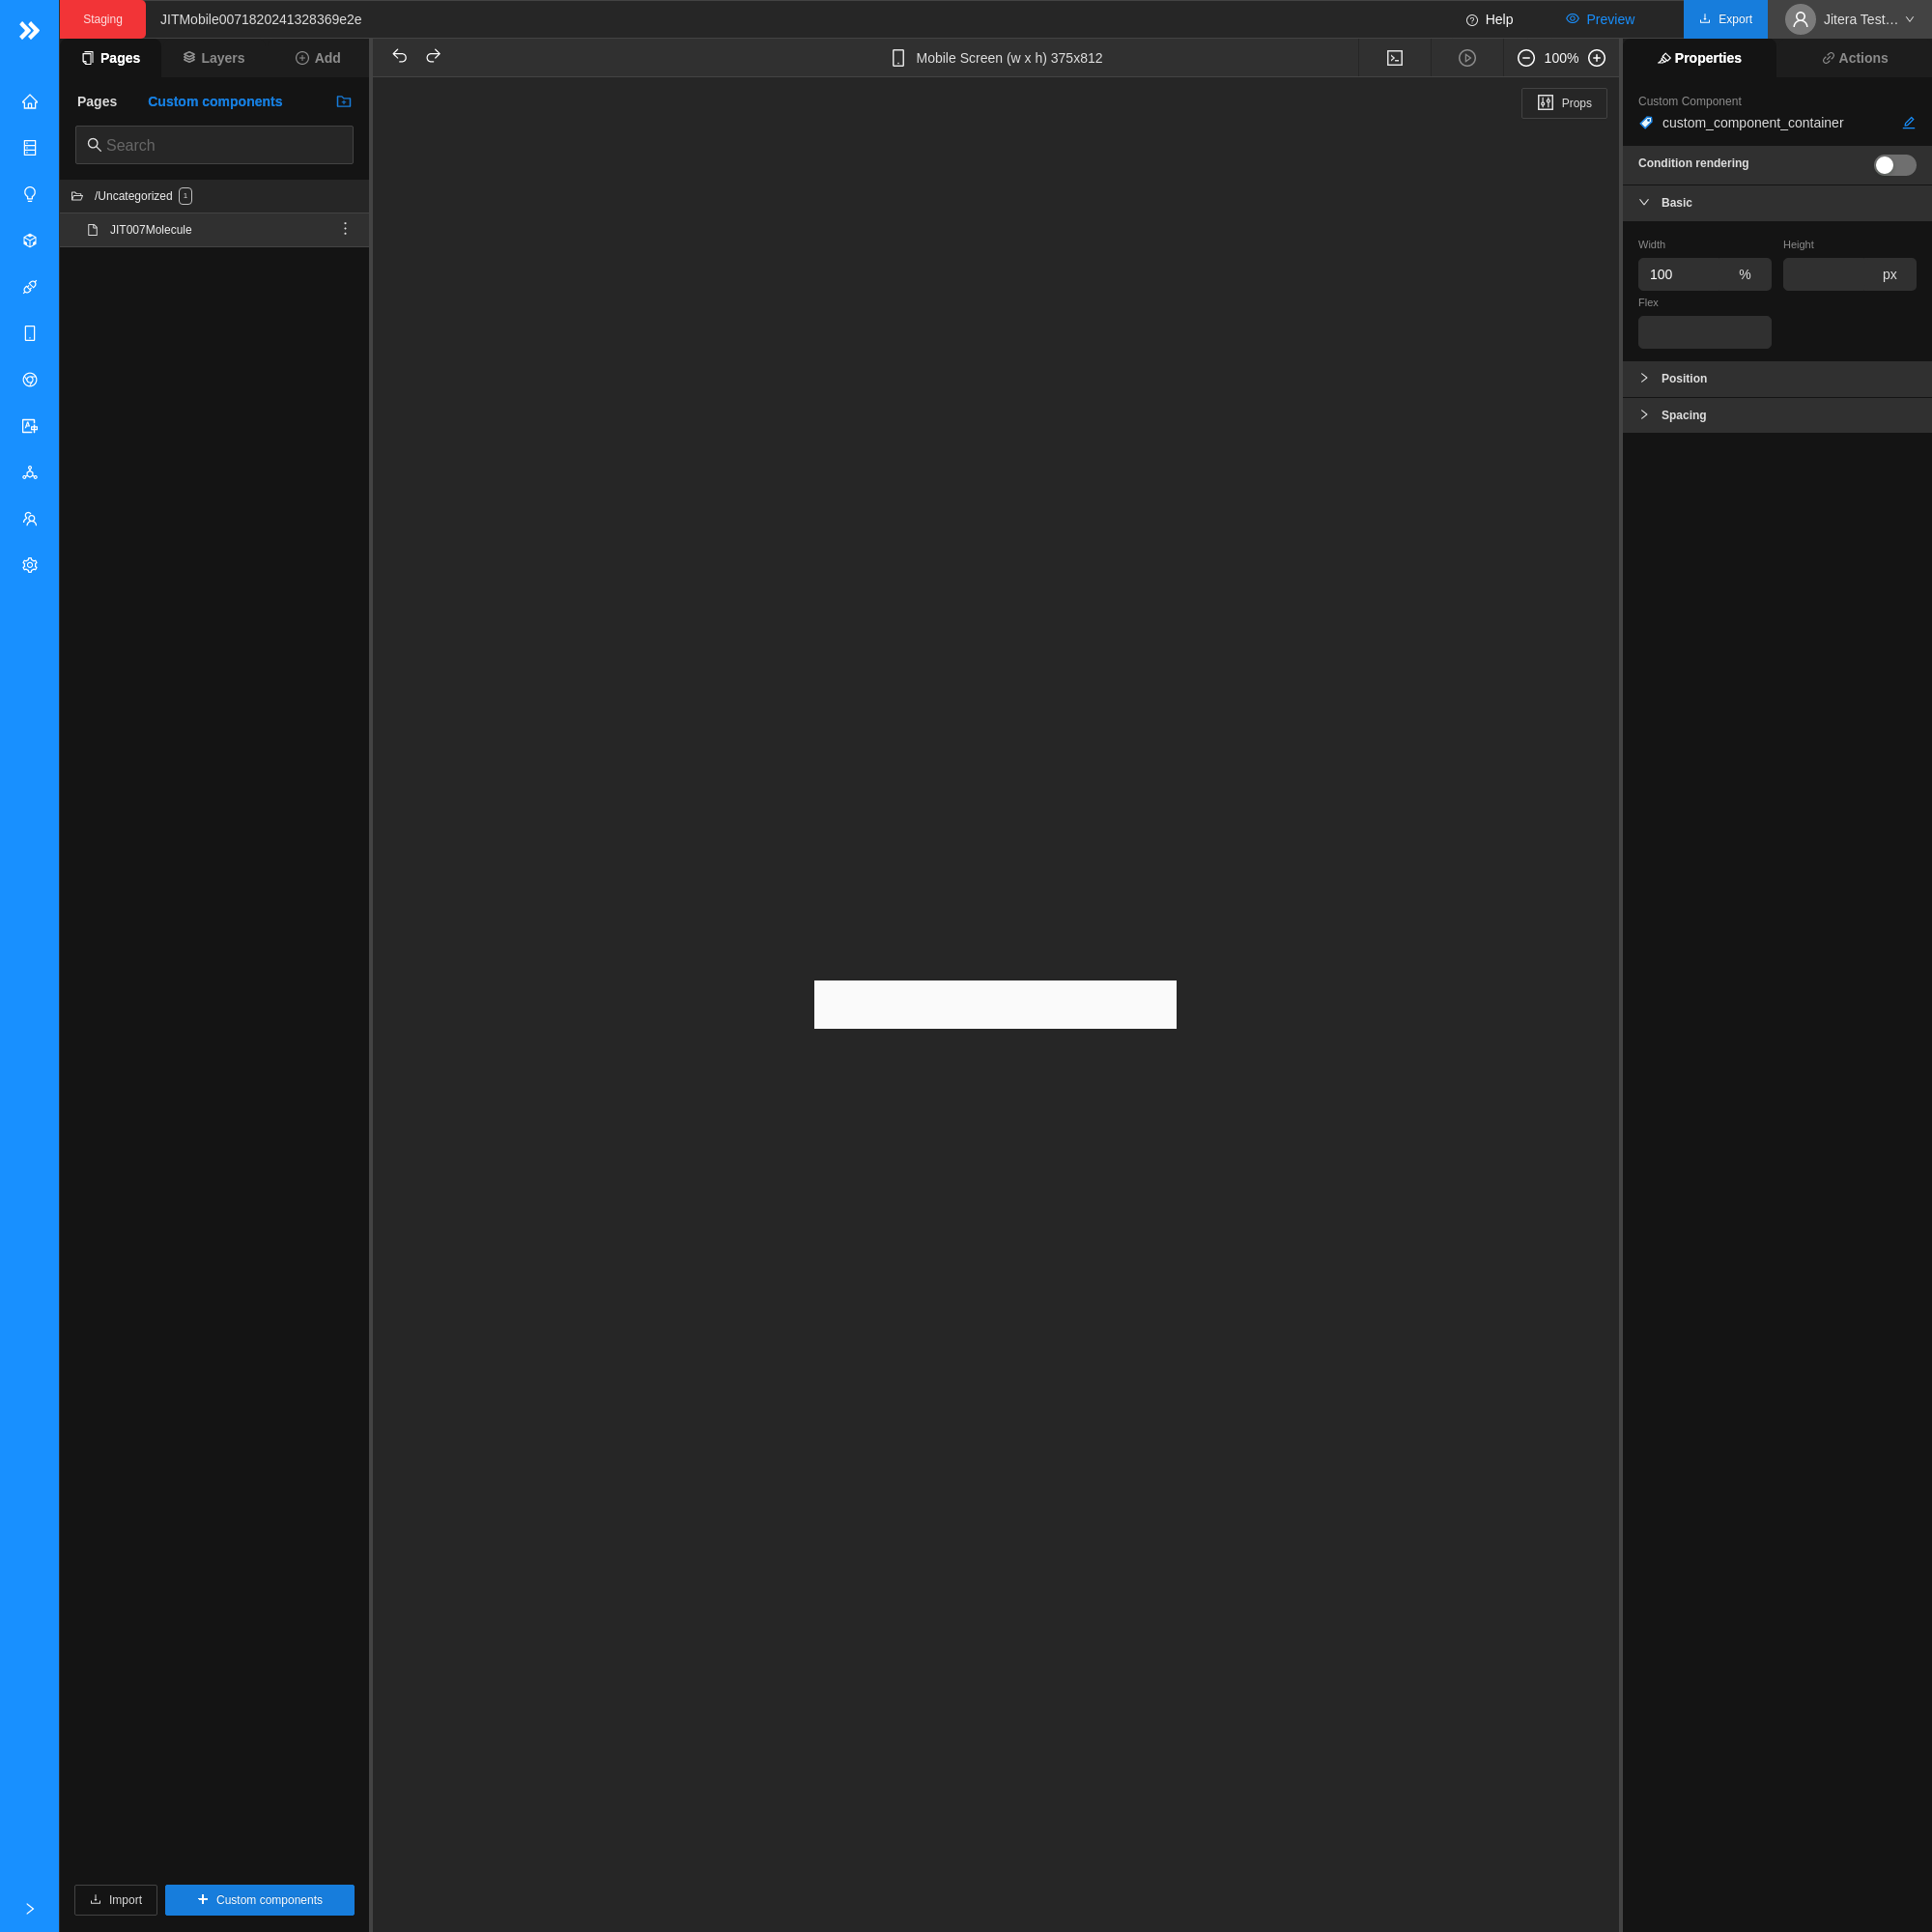 Staging
JITMobile0071820241328369e2e
Help
Preview
Export
Jitera Test…
Pages
Layers
Add
Mobile Screen (w x h) 375x812
100%
Properties
Actions
Pages
Custom components
Search
/Uncategorized 1
JIT007Molecule
Props
Custom Component
custom_component_container
Condition rendering
Basic
Width
Height
100 %
px
Flex
Position
Spacing
Import
Custom components